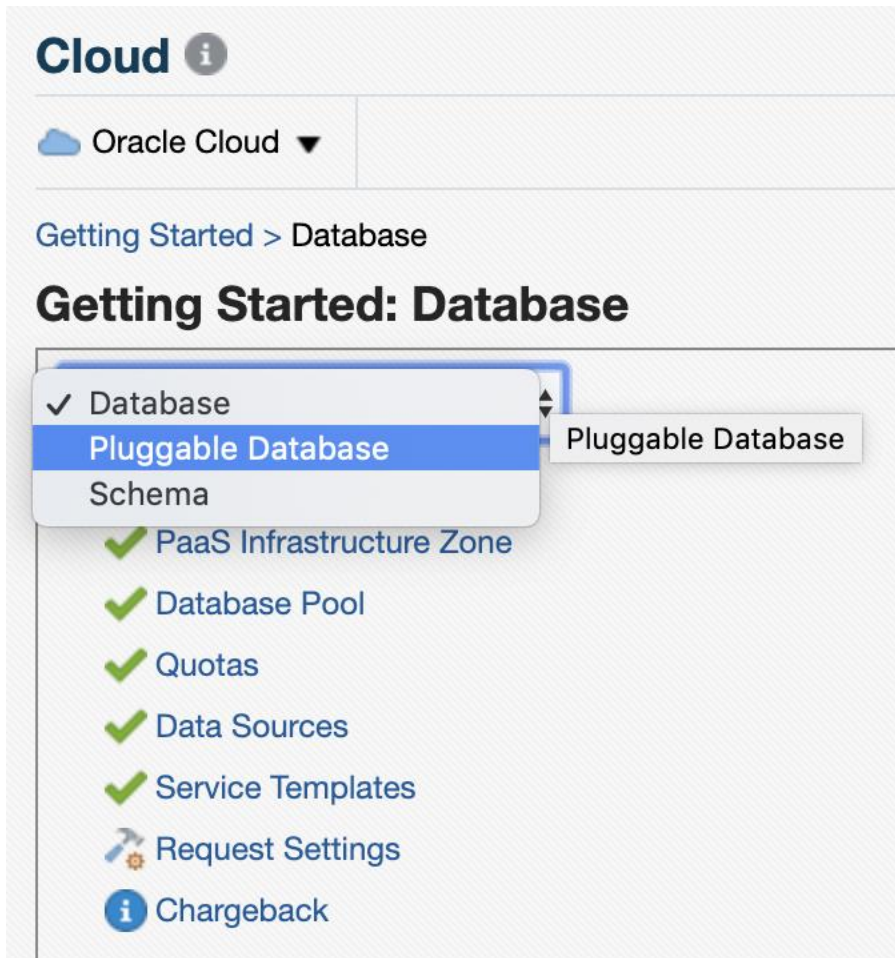 Cloud
Oracle Cloud
Getting Started > Database
Getting Started: Database
Database
Pluggable Database
Pluggable Database
Schema
PaaS Infrastructure Zone
Database Pool
Quotas
Data Sources
Service Templates
Request Settings
Chargeback